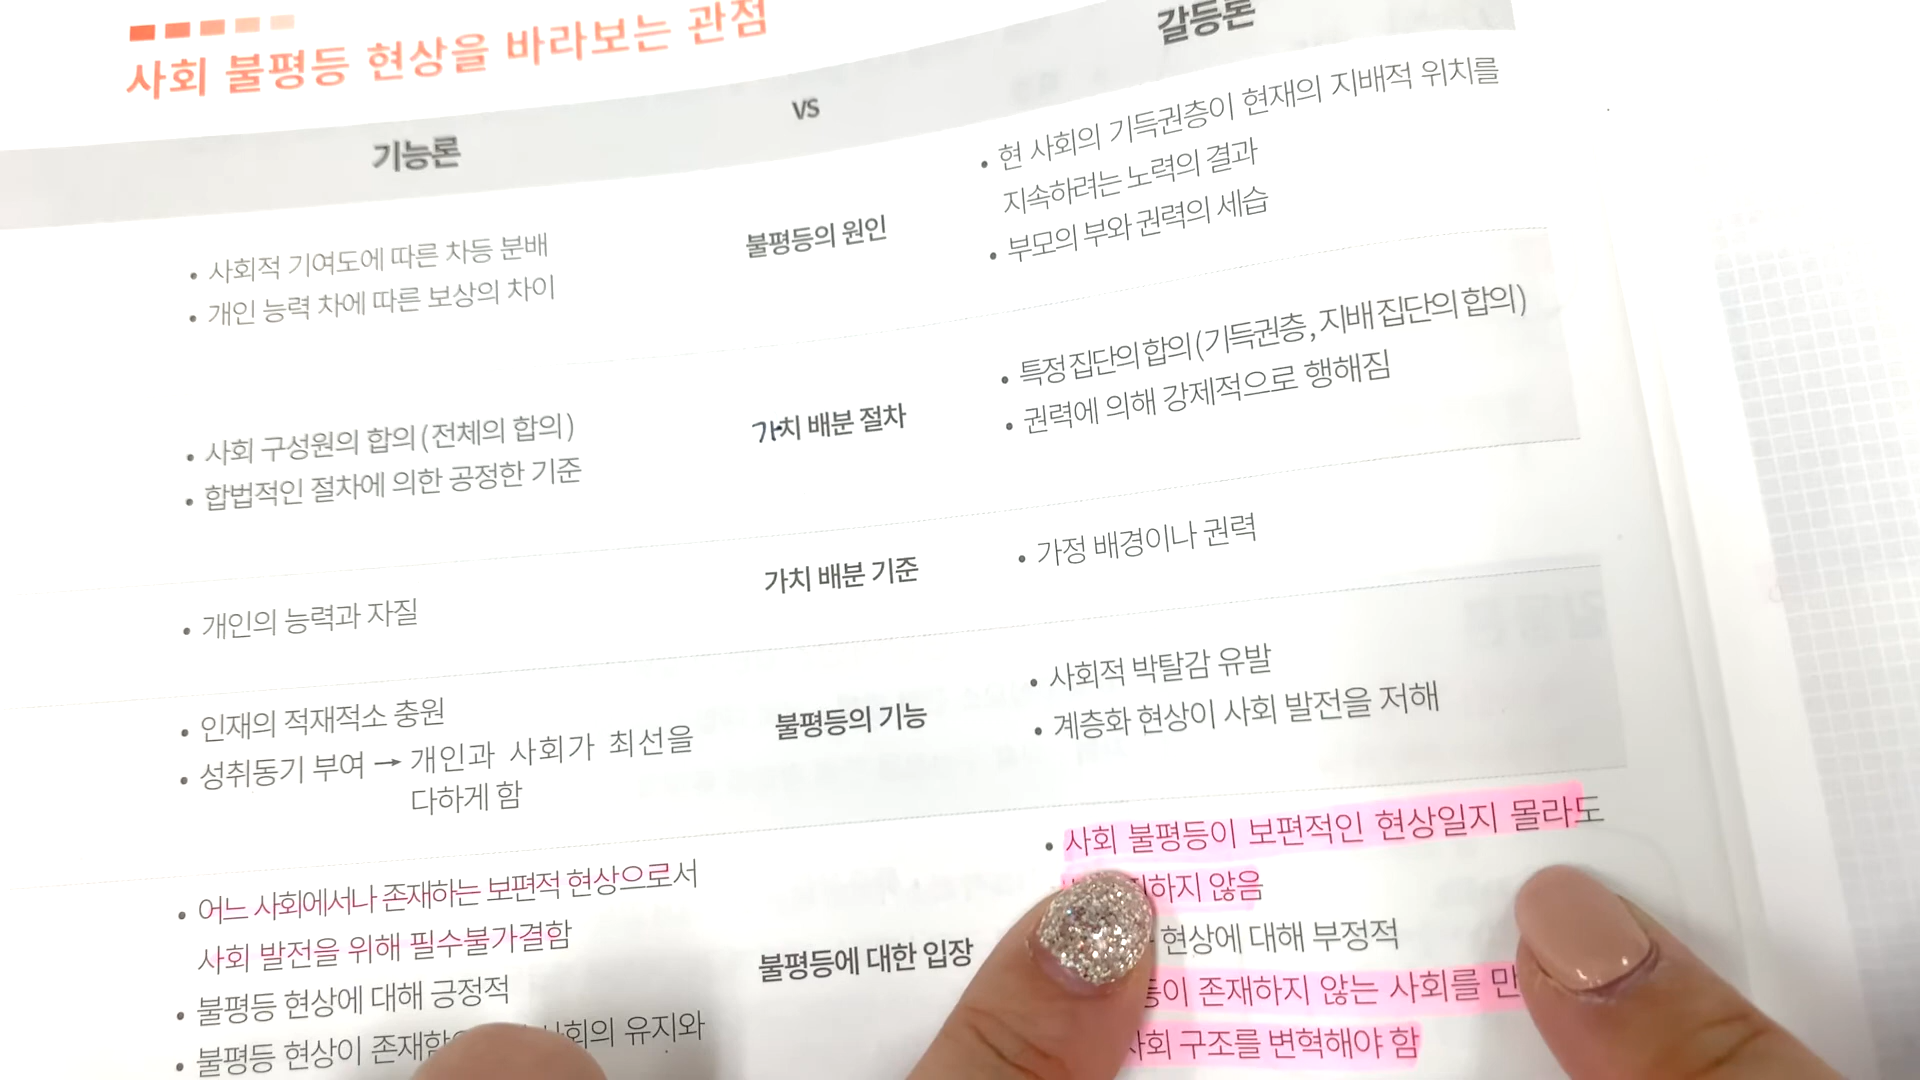 사회 불평등 현상을 바라보는 관점
기능론
VS
갈등론
• 사회적 기여도에 따른 차등 분배
• 개인 능력 차에 따른 보상의 차이
불평등의 원인
• 현 사회의 기득권층이 현재의 지배적 위치를
지속하려는 노력의 결과
• 부모의 부와 권력의 세습
• 사회 구성원의 합의(전체의 합의)
• 합법적인 절차에 의한 공정한 기준
가치 배분 절차
• 특정 집단의 합의(기득권층, 지배 집단의 합의)
• 권력에 의해 강제적으로 행해짐
• 개인의 능력과 자질
가치 배분 기준
• 가정 배경이나 권력
• 인재의 적재적소 충원
• 성취동기 부여 → 개인과 사회가 최선을
다하게 함
불평등의 기능
• 사회적 박탈감 유발
• 계층화 현상이 사회 발전을 저해
• 어느 사회에서나 존재하는 보편적 현상으로서
사회 발전을 위해 필수불가결함
• 불평등 현상에 대해 긍정적
• 불평등 현상이 사회의 유지와
불평등에 대한 입장
• 사회 불평등이 보편적인 현상일지 몰라도
않음
현상에 대해 부정적
존재하지 않는 사회를
구조를 변혁해야 함